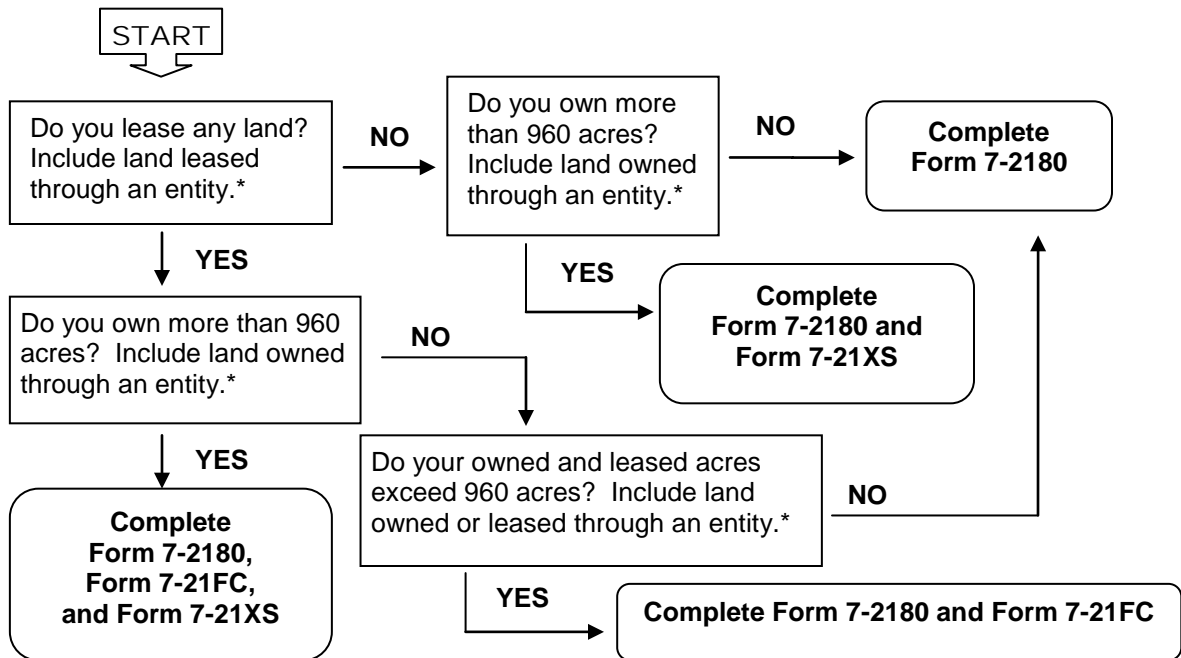 START
Do you lease any land?
Include land leased
through an entity.*
NO
Do you own more
than 960 acres?
Include land owned
through an entity.*
NO
Complete
Form 7-2180
YES
YES
Complete
Form 7-2180 and
Form 7-21XS
Do you own more than 960
acres?  Include land owned
through an entity.*
NO
YES
Do your owned and leased acres
exceed 960 acres?  Include land
owned or leased through an entity.*
NO
Complete
Form 7-2180,
Form 7-21FC,
and Form 7-21XS
YES
Complete Form 7-2180 and Form 7-21FC